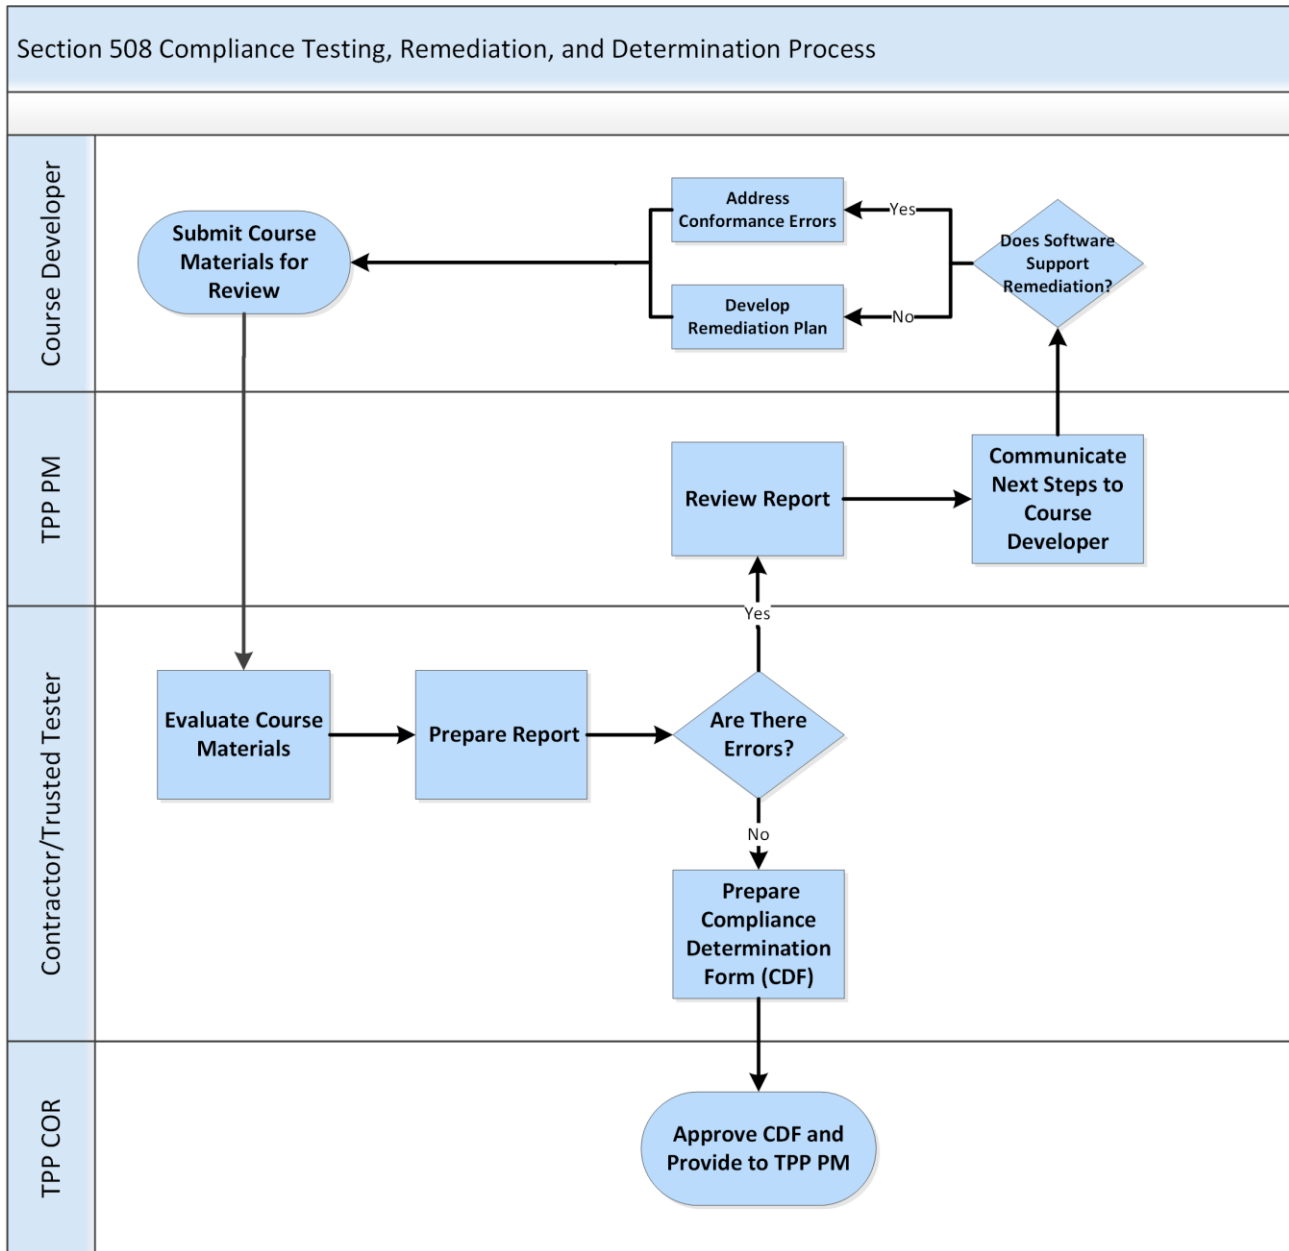 Section 508 Compliance Testing, Remediation, and Determination Process
Course Developer
Submit Course
Materials for
Review
Address
Conformance Errors
Yes
Does Software
Support
Remediation?
Develop
Remediation Plan
No
TPP PM
Review Report
Communicate
Next Steps to
Course
Developer
Yes
Contractor/Trusted Tester
Evaluate Course
Materials
Prepare Report
Are There
Errors?
No
Prepare
Compliance
Determination
Form (CDF)
TPP COR
Approve CDF and
Provide to TPP PM